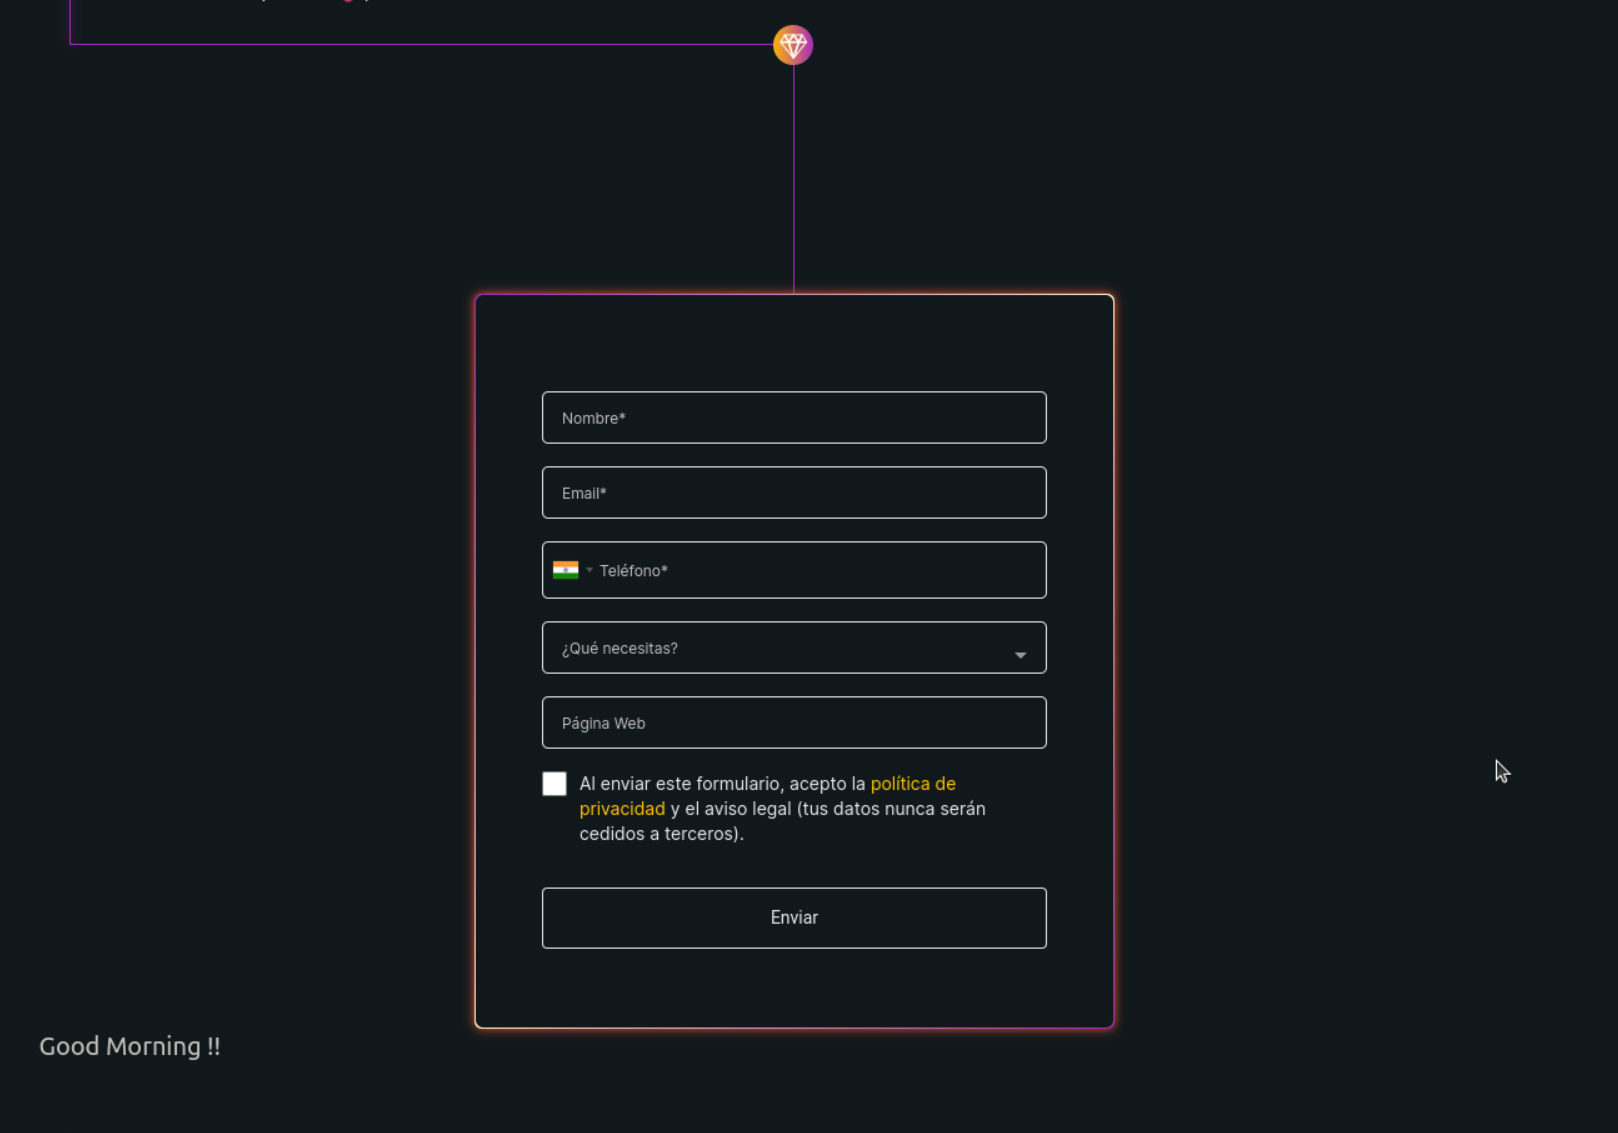 Nombre*
Email*
Teléfono*
¿Qué necesitas?
Página Web
Al enviar este formulario, acepto la política de
privacidad y el aviso legal (tus datos nunca serán
cedidos a terceros).
Enviar
Good Morning !!